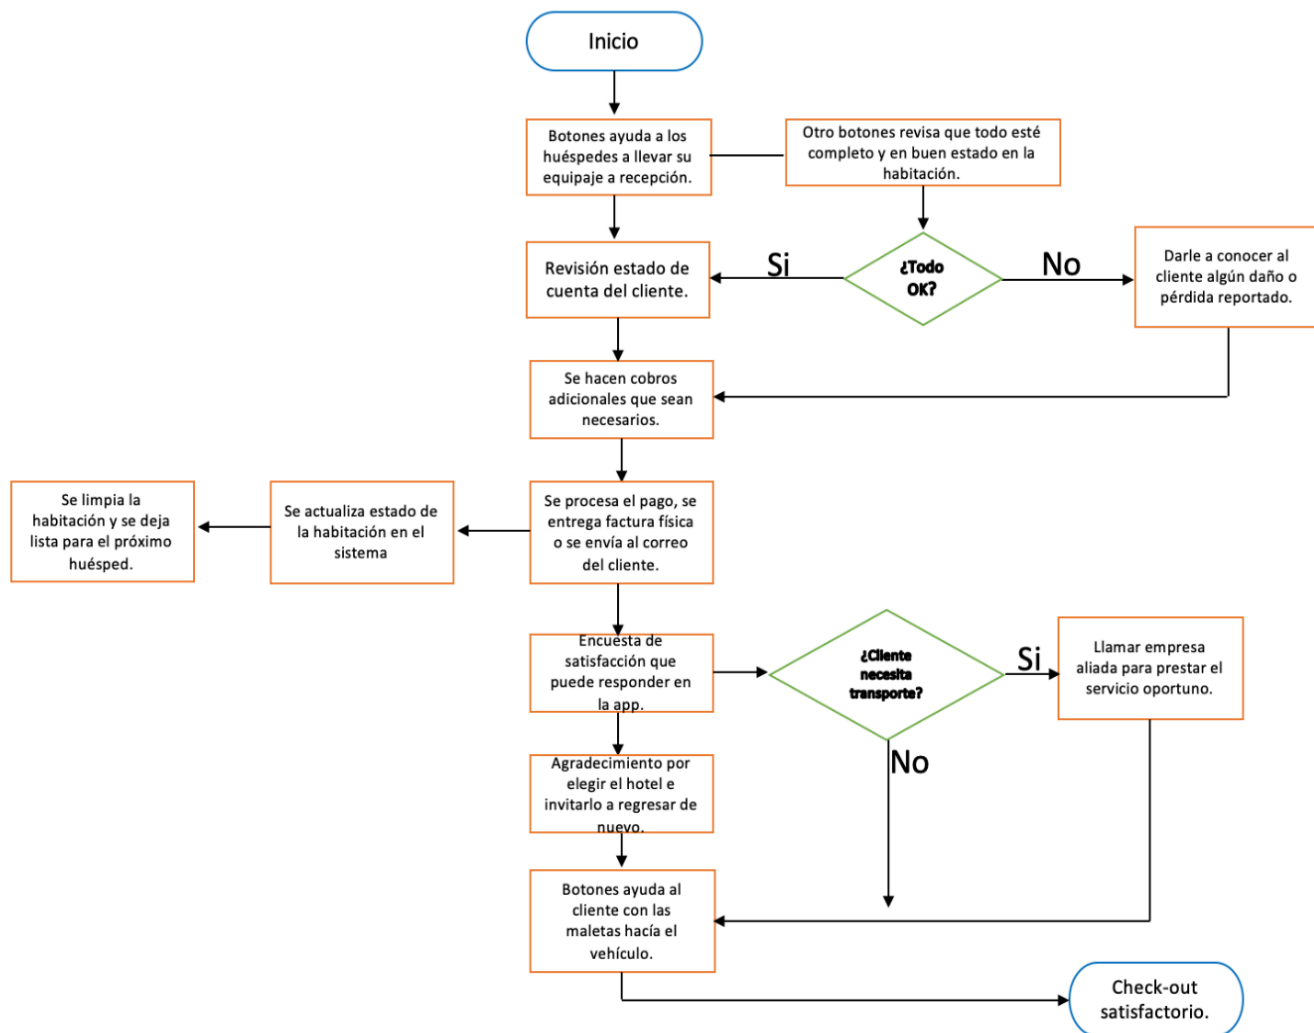 Inicio
Botones ayuda a los
huéspedes a llevar su
equipaje a recepción.
Otro botones revisa que todo esté
completo y en buen estado en la
habitación.
Revisión estado de
cuenta del cliente.
Si
¿Todo
OK?
No
Darle a conocer al
cliente algún daño o
pérdida reportado.
Se hacen cobros
adicionales que sean
necesarios.
Se limpia la
habitación y se deja
lista para el próximo
huésped.
Se actualiza estado de
la habitación en el
sistema
Se procesa el pago, se
entrega factura física
o se envía al correo
del cliente.
Encuesta de
satisfacción que
puede responder en
la app.
¿Cliente
necesita
transporte?
Si
Llamar empresa
aliada para prestar el
servicio oportuno.
No
Agradecimiento por
elegir el hotel e
invitarlo a regresar de
nuevo.
Botones ayuda al
cliente con las
maletas hacía el
vehículo.
Check-out
satisfactorio.